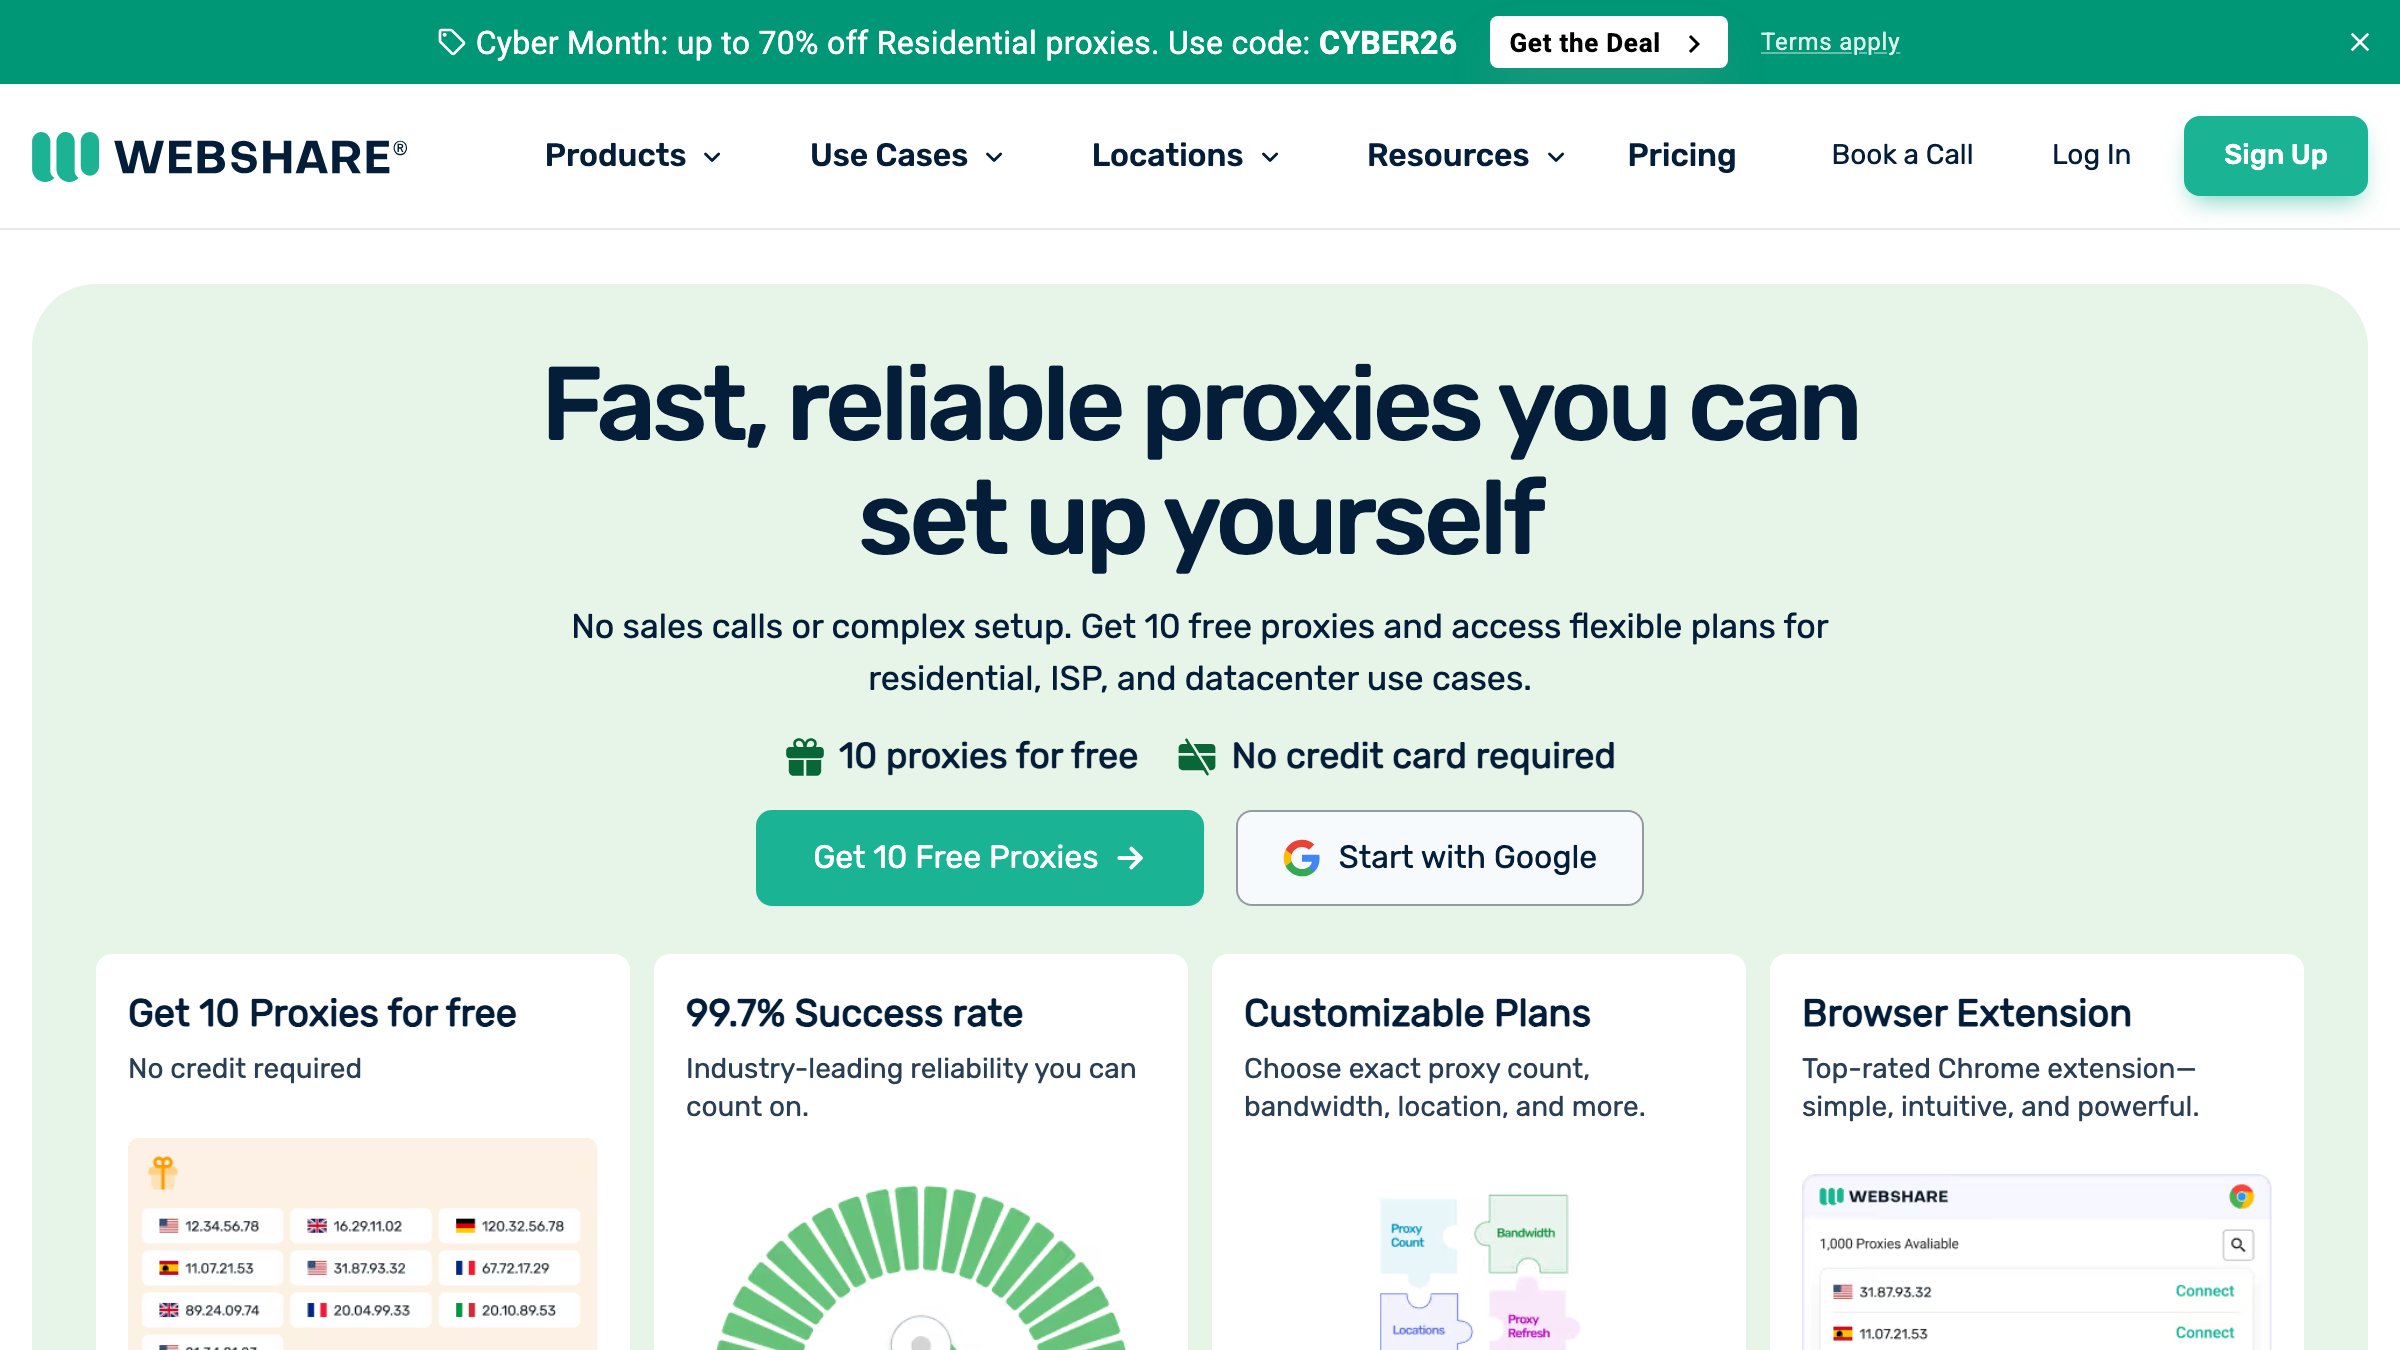 Cyber Month: up to 70% off Residential proxies. Use code: CYBER26
Get the Deal
Terms apply
WEBSHARE®
Products
Use Cases
Locations
Resources
Pricing
Book a Call
Log In
Sign Up
Fast, reliable proxies you can
set up yourself
No sales calls or complex setup. Get 10 free proxies and access flexible plans for
residential, ISP, and datacenter use cases.
10 proxies for free
No credit card required
Get 10 Free Proxies
Start with Google
Get 10 Proxies for free
No credit required
12.34.56.78
16.29.11.02
120.32.56.78
11.07.21.53
31.87.93.32
67.72.17.29
89.24.09.74
20.04.99.33
20.10.89.53
99.7% Success rate
Industry-leading reliability you can
count on.
Customizable Plans
Choose exact proxy count,
bandwidth, location, and more.
Proxy
Count
Bandwidth
Locations
Proxy
Refresh
Browser Extension
Top-rated Chrome extension—
simple, intuitive, and powerful.
WEBSHARE
1,000 Proxies Avaliable
31.87.93.32
Connect
11.07.21.53
Connect